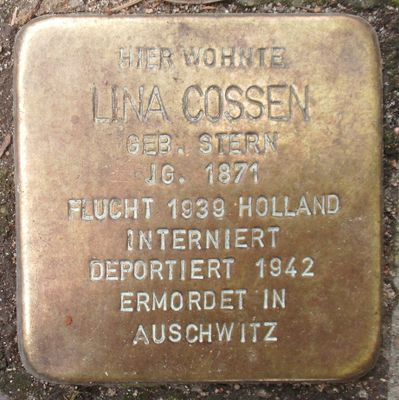 HIER WOHNTE
LINA COSSEN
GEB. STERN
JG. 1871
FLUCHT 1939 HOLLAND
INTERNIERT
DEPORTIERT 1942
ERMORDET IN
AUSCHWITZ